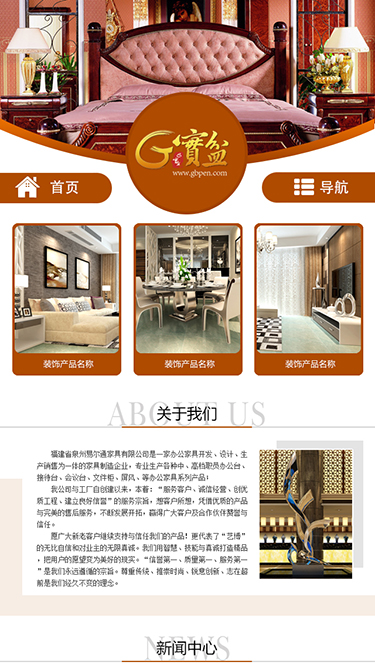 G宝盆
www.gbpen.com
首页
导航
装饰产品名称
装饰产品名称
装饰产品名称
ABOUT US
关于我们
福建省泉州易尔通家具有限公司是一家办公家具开发、设计、生
产销售为一体的家具制造企业，专业生产各种中、高档职员办公台、
接待台、会议台、文件柜、屏风、等办公家具系列产品！
我公司与工厂自创建以来，本着：“服务客户、诚信经营、创优
质工程、建立良好信誉”的服务宗旨，想客户所想，凭借优质的产品
与完美的售后服务，不断发展开拓，赢得广大客户及合作伙伴赞誉与
信任。
愿广大新老客户继续支持与信任我们的产品！更代表了“艺博”
的无比自信和对业主的无限真诚。我们用智慧、技能与真诚打造精品
，把用户的愿望变为美好的现实。“信誉第一、质量第一、服务第一
”是我们永远遵循的宗旨。尊重传统、推崇时尚、锐意创新、志在超
前是我们经久不变的理念。
NEWS
新闻中心